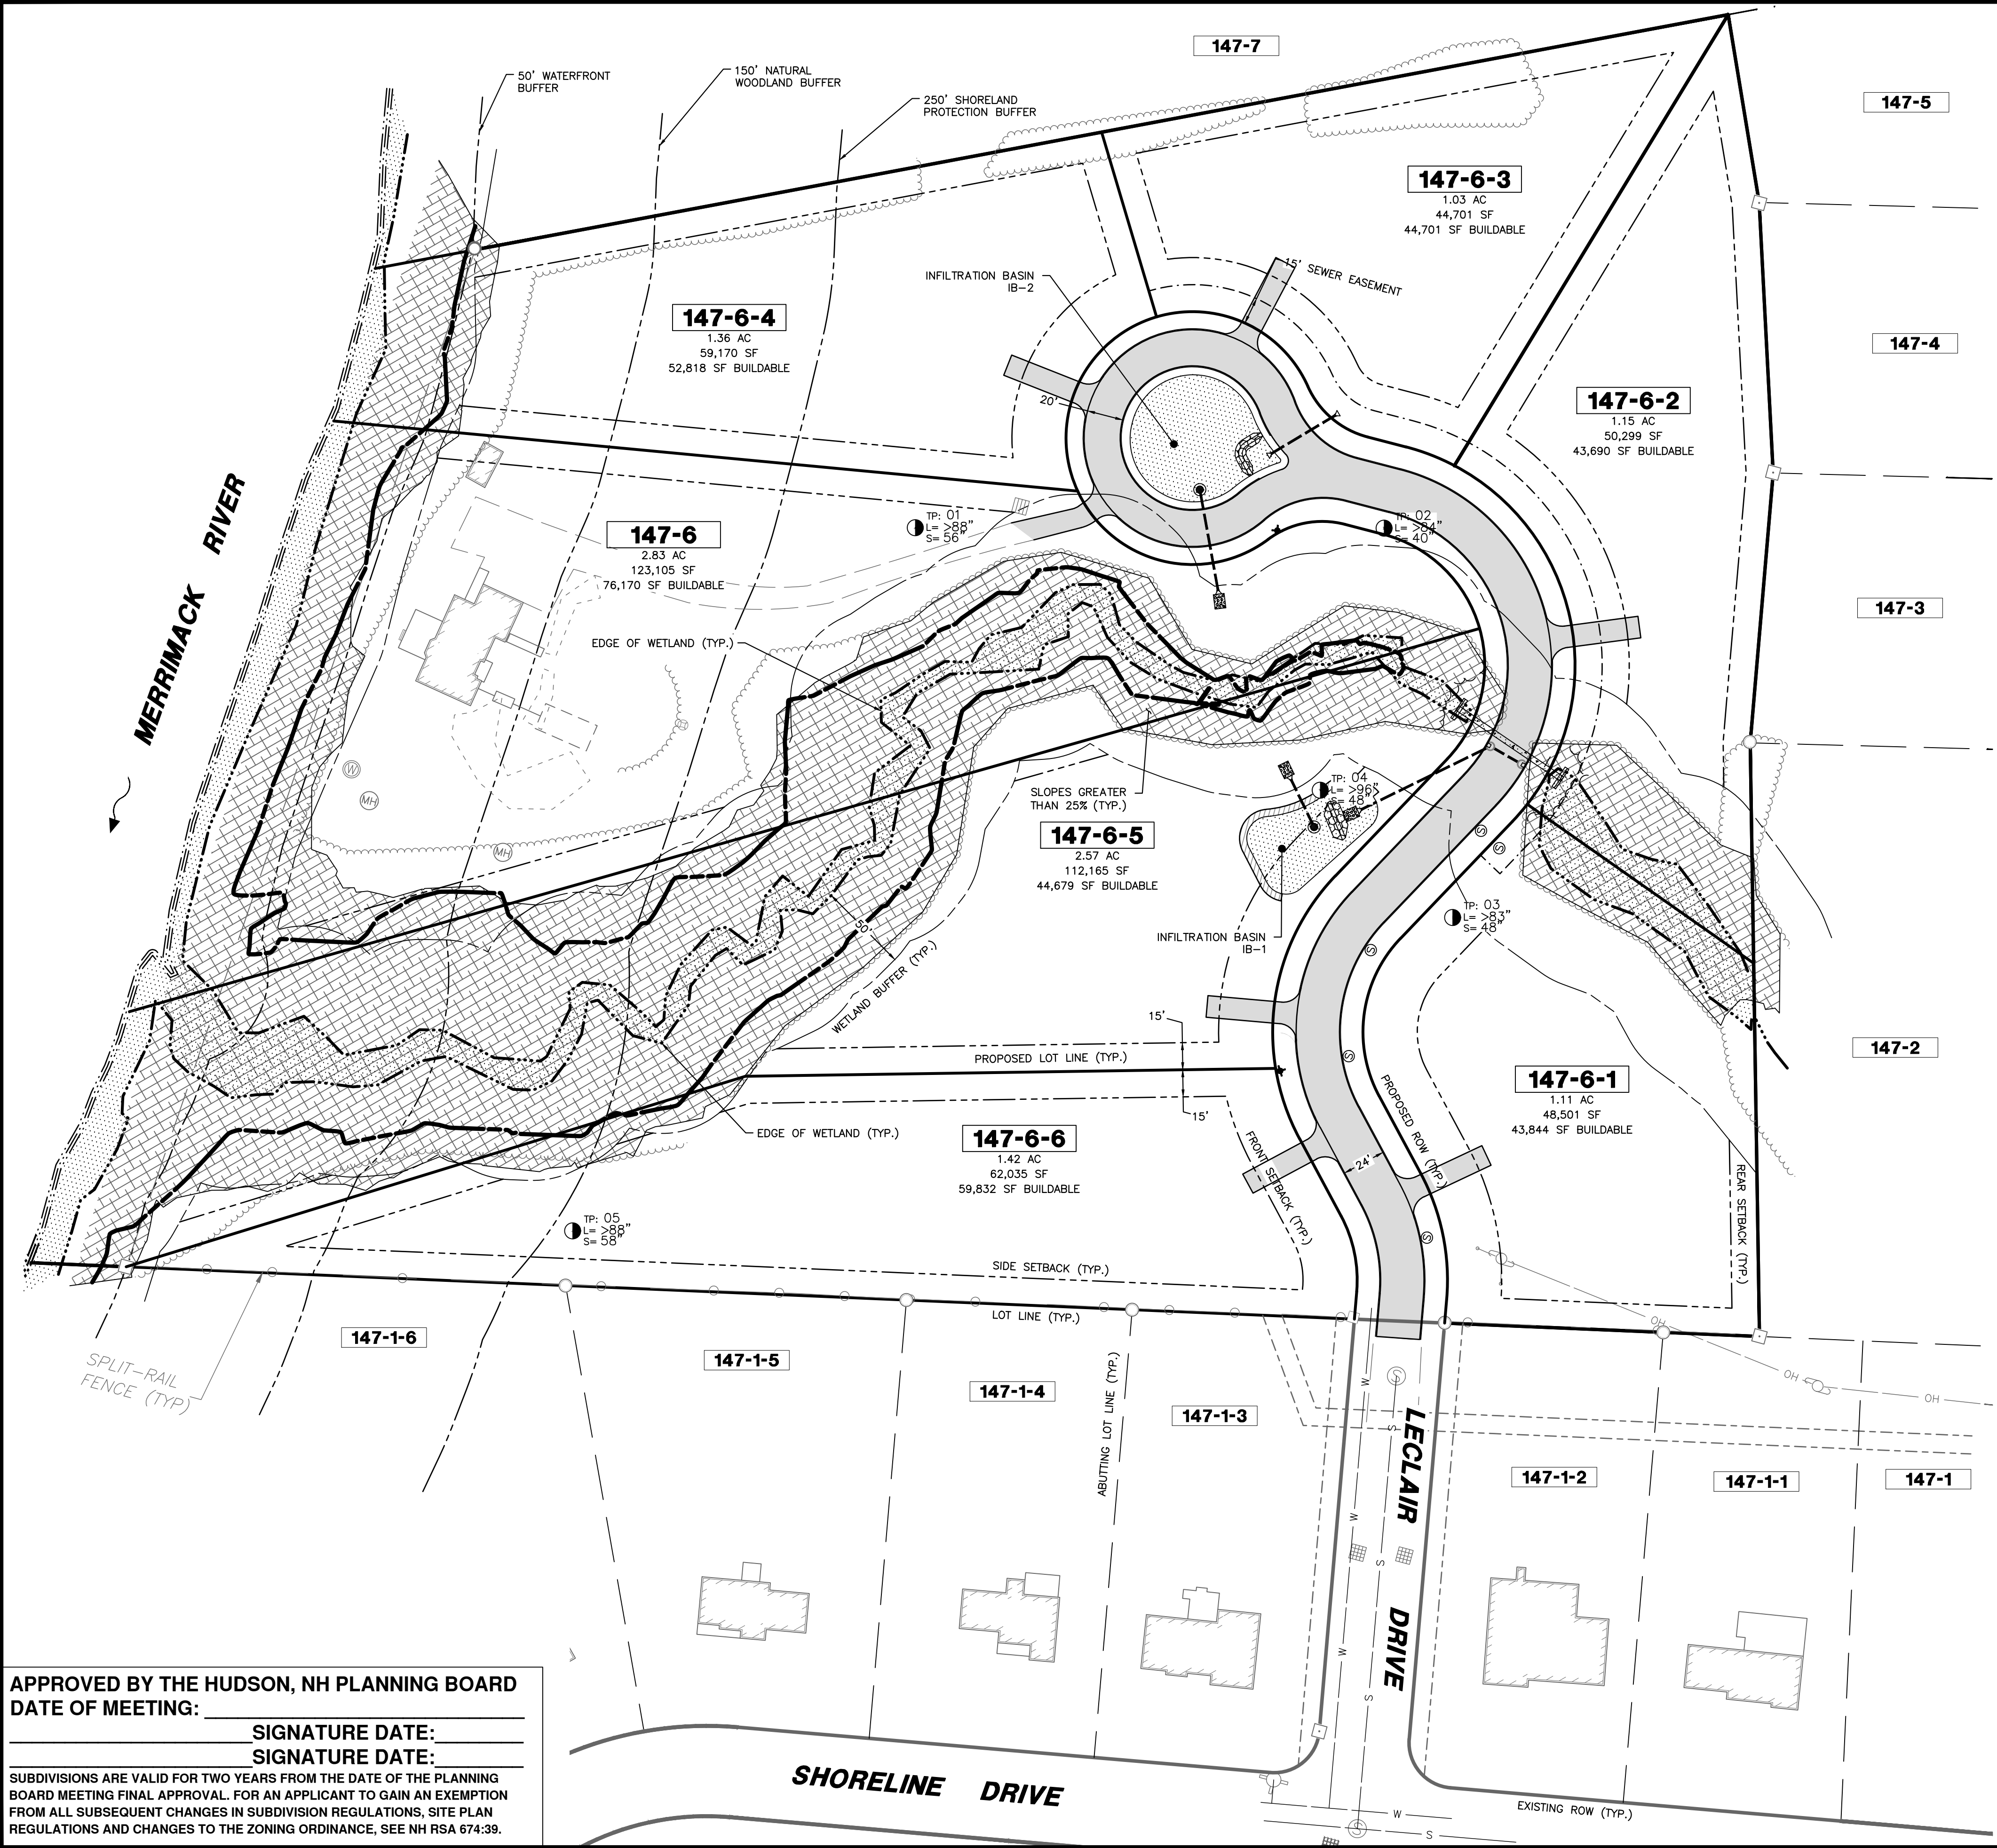 147-7
50' WATERFRONT
BUFFER
150' NATURAL
WOODLAND BUFFER
250' SHORELAND
PROTECTION BUFFER
147-5
147-6-3
1.03 AC
44,701 SF
44,701 SF BUILDABLE
INFILTRATION BASIN
IB-2
15' SEWER EASEMENT
147-6-4
1.36 AC
59,170 SF
52,818 SF BUILDABLE
147-4
20'
147-6-2
1.15 AC
50,299 SF
43,690 SF BUILDABLE
MERRIMACK RIVER
147-6
2.83 AC
123,105 SF
76,170 SF BUILDABLE
TP: 01
L= >88"
S= 56"
TP: 02
L= >84"
S= 40"
147-3
EDGE OF WETLAND (TYP.)
W
MH
MH
SLOPES GREATER
THAN 25% (TYP.)
TP: 04
L= >96"
S= 48"
147-6-5
2.57 AC
112,165 SF
44,679 SF BUILDABLE
S
S
TP: 03
L= >83"
S= 48"
50'
WETLAND BUFFER (TYP.)
INFILTRATION BASIN
IB-1
S
15'
PROPOSED LOT LINE (TYP.)
S
147-2
15'
PROPOSED ROW (TYP.)
147-6-1
1.11 AC
48,501 SF
43,844 SF BUILDABLE
EDGE OF WETLAND (TYP.)
147-6-6
1.42 AC
62,035 SF
59,832 SF BUILDABLE
FRONT SETBACK (TYP.)
24'
REAR SETBACK (TYP.)
TP: 05
L= >88"
S= 58"
S
SIDE SETBACK (TYP.)
LOT LINE (TYP.)
OH
OH
OH
147-1-6
SPLIT-RAIL
FENCE (TYP)
147-1-5
147-1-4
ABUTTING LOT LINE (TYP.)
147-1-3
W
S
S
LECLAIR DRIVE
147-1-2
147-1-1
147-1
W
S
W
S
APPROVED BY THE HUDSON, NH PLANNING BOARD
DATE OF MEETING:
SIGNATURE DATE:
SIGNATURE DATE:
SUBDIVISIONS ARE VALID FOR TWO YEARS FROM THE DATE OF THE PLANNING
BOARD MEETING FINAL APPROVAL. FOR AN APPLICANT TO GAIN AN EXEMPTION
FROM ALL SUBSEQUENT CHANGES IN SUBDIVISION REGULATIONS, SITE PLAN
REGULATIONS AND CHANGES TO THE ZONING ORDINANCE, SEE NH RSA 674:39.
SHORELINE DRIVE
EXISTING ROW (TYP.)
W
S
S